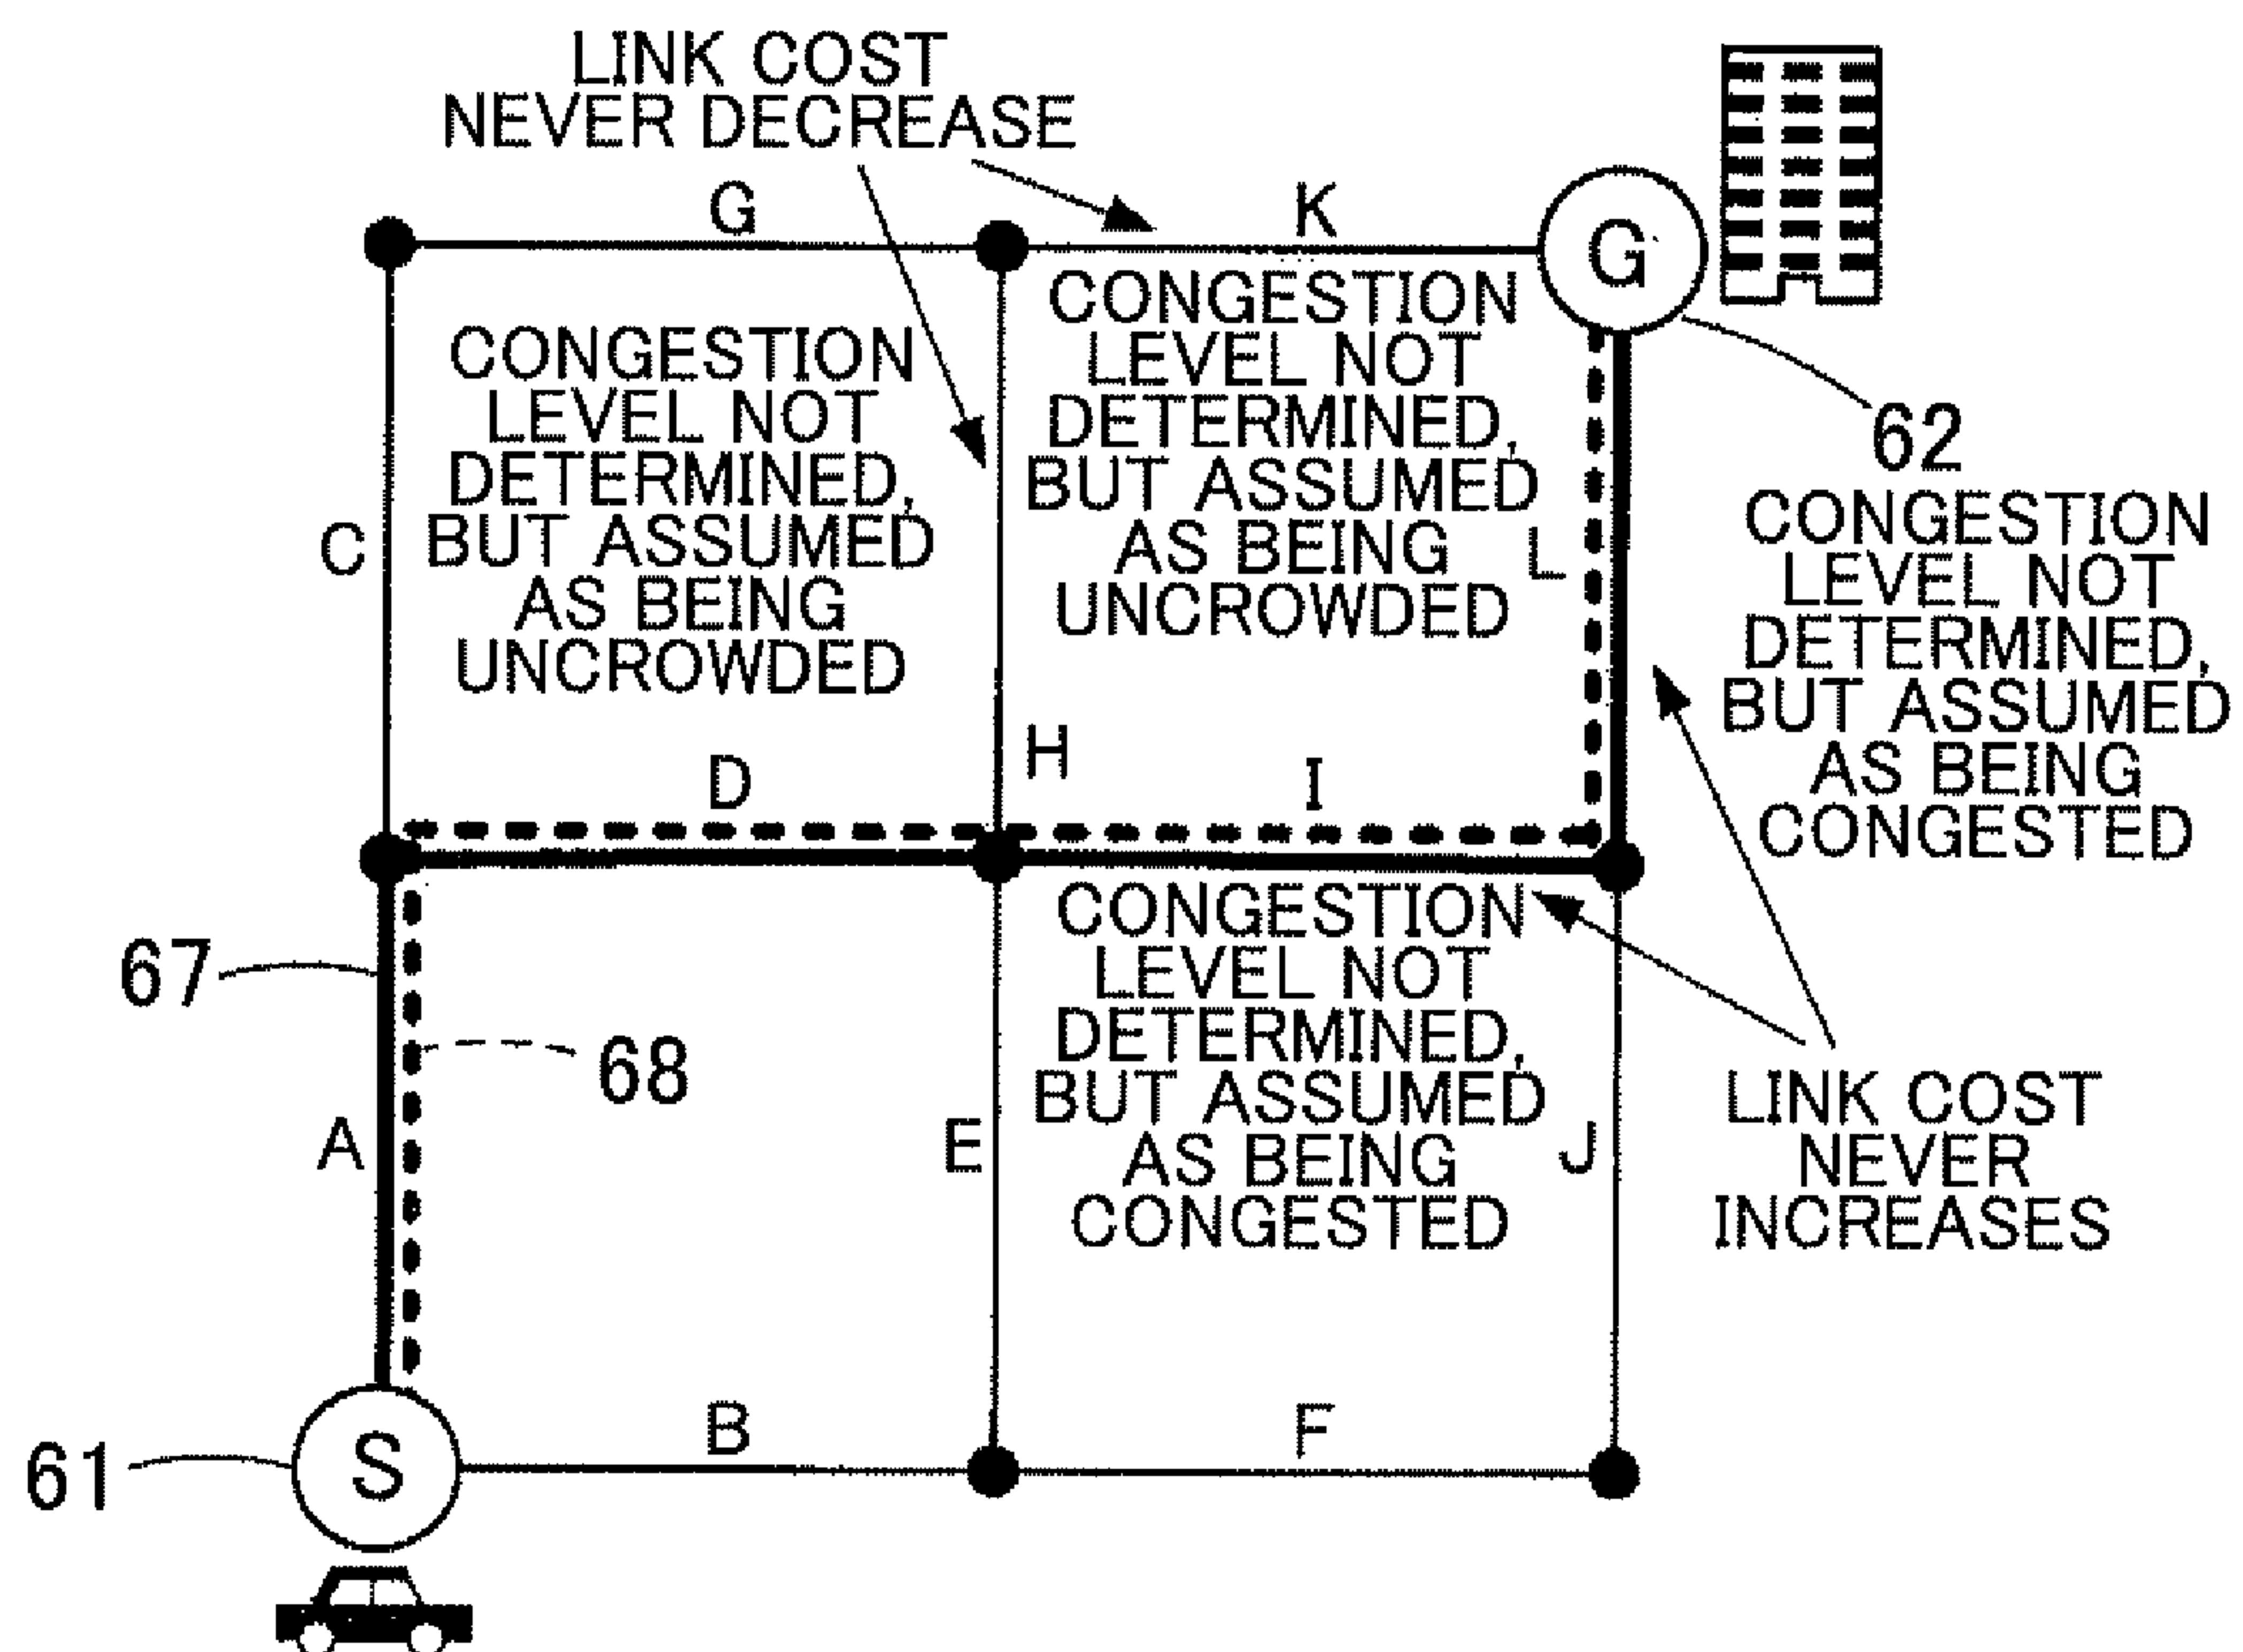 LINK COST
NEVER DECREASE
G
K
G
CONGESTION
LEVEL NOT
DETERMINED,
BUT ASSUMED
AS BEING
UNCROWDED
CONGESTION
LEVEL NOT
DETERMINED,
BUT ASSUMED
AS BEING
UNCROWDED
62
CONGESTION
LEVEL NOT
DETERMINED,
BUT ASSUMED
AS BEING
CONGESTED
C
L
D
H
I
67
68
A
E
CONGESTION
LEVEL NOT
DETERMINED,
BUT ASSUMED
AS BEING
CONGESTED
J
LINK COST
NEVER
INCREASES
61
S
B
F